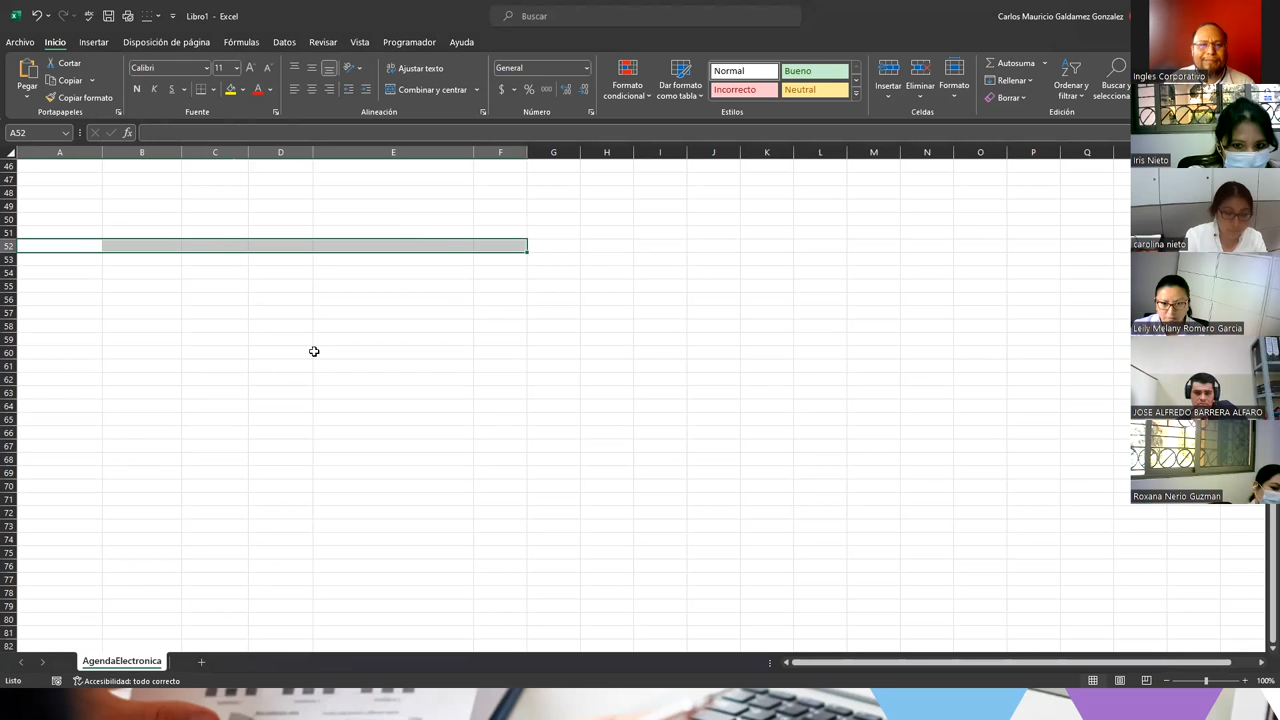 Libro1 - Excel
Buscar
Carlos Mauricio Galdamez Gonzalez
Archivo Inicio Insertar Disposición de página Fórmulas Datos Revisar Vista Programador Ayuda
Pegar
Cortar
Copiar
Copiar formato
Portapapeles
Calibri 11
N K S
Fuente
Ajustar texto
Combinar y centrar
Alineación
General
$ % 000
Número
Formato condicional
Dar formato como tabla
Normal Bueno
Incorrecto Neutral
Estilos
Insertar Eliminar Formato
Celdas
Autosuma
Rellenar
Borrar
Ordenar y filtrar
Buscar y selecciona
Edición
A52
fx
A B C D E F G H I J K L M N O P Q
46
47
48
49
50
51
52
53
54
55
56
57
58
59
60
61
62
63
64
65
66
67
68
69
70
71
72
73
74
75
76
77
78
79
80
81
82
AgendaElectronica
Listo
Accesibilidad: todo correcto
100%
Ingles Corporativo
Iris Nieto
carolina nieto
Leily Melany Romero Garcia
JOSE ALFREDO BARRERA ALFARO
Roxana Nerio Guzman